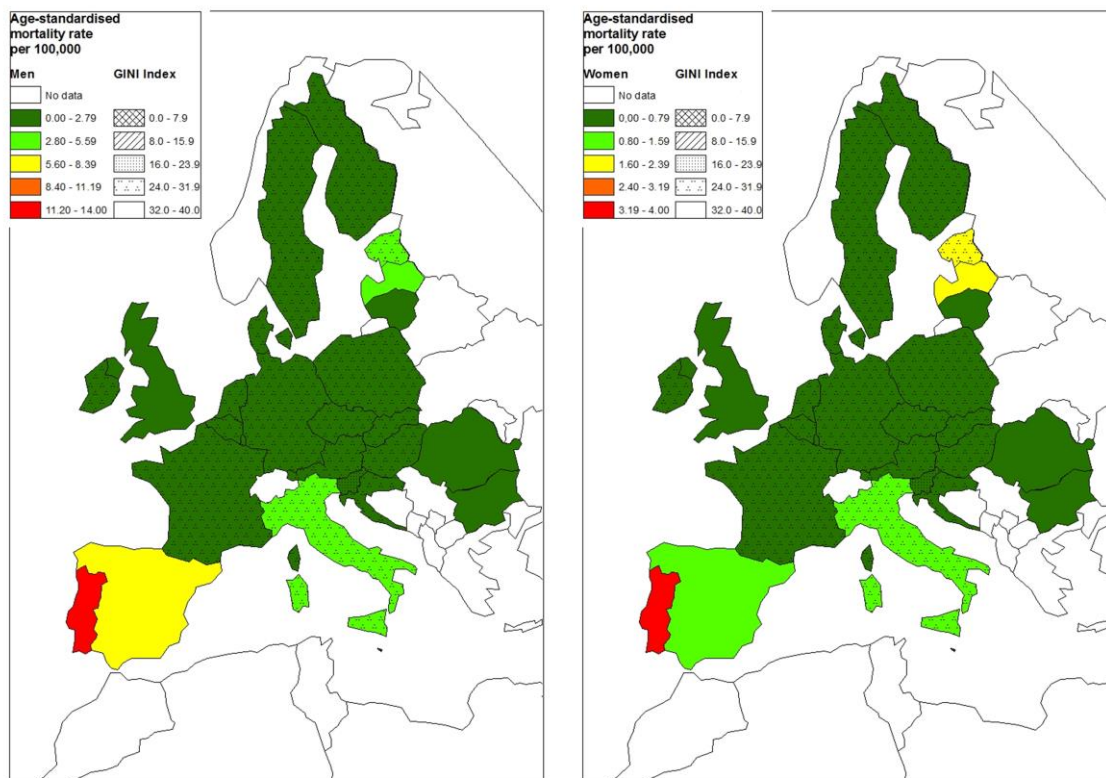 Age-standardised
mortality rate
per 100,000
Men GINI Index
No data
0.00 - 2.79 0.0 - 7.9
2.80 - 5.59 8.0 - 15.9
5.60 - 8.39 16.0 - 23.9
8.40 - 11.19 24.0 - 31.9
11.20 - 14.00 32.0 - 40.0
Age-standardised
mortality rate
per 100,000
Women GINI Index
No data
0,00 - 0.79 0.0 - 7.9
0.80 - 1.59 8.0 - 15.9
1.60 - 2.39 16.0 - 23.9
2.40 - 3.19 24.0 - 31.9
3.19 - 4.00 32.0 - 40.0